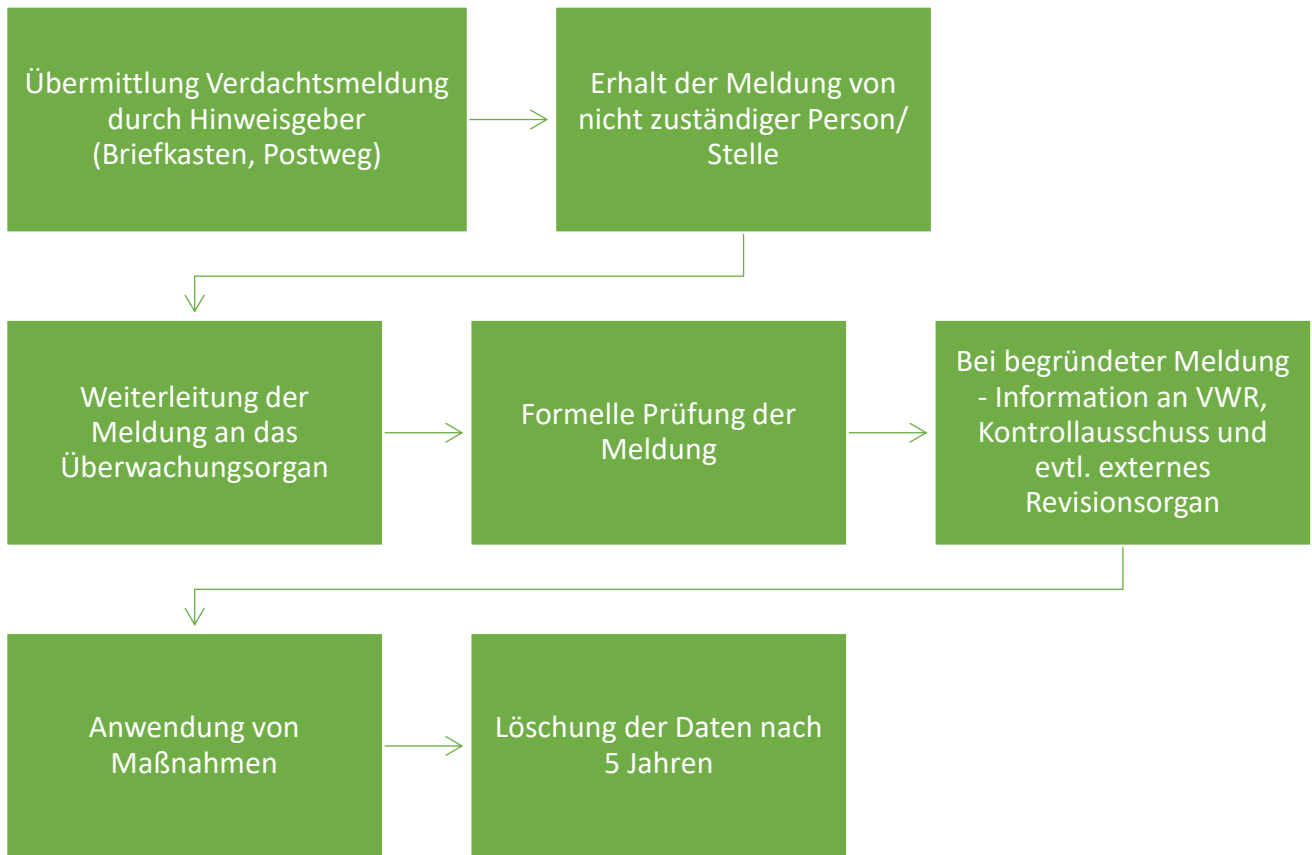 Übermittlung Verdachtsmeldung
durch Hinweisgeber
(Briefkasten, Postweg)
Erhalt der Meldung von
nicht zuständiger Person/
Stelle
Weiterleitung der
Meldung an das
Überwachungsorgan
Formelle Prüfung der
Meldung
Bei begründeter Meldung
- Information an VWR,
Kontrollausschuss und
evtl. externes
Revisionsorgan
Anwendung von
Maßnahmen
Löschung der Daten nach
5 Jahren